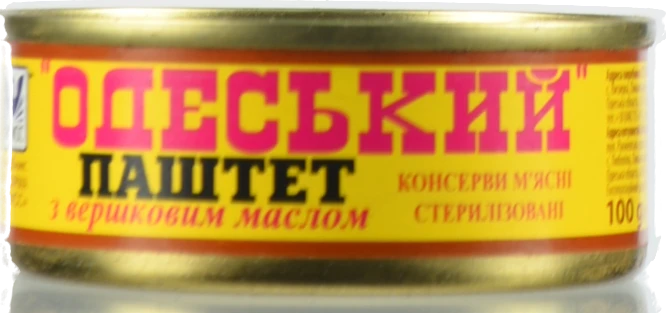 "ОДЕСЬКИЙ"
ПАШТЕТ
з вершковим маслом
КОНСЕРВИ М'ЯСНІ
СТЕРИЛІЗОВАНІ
100 g